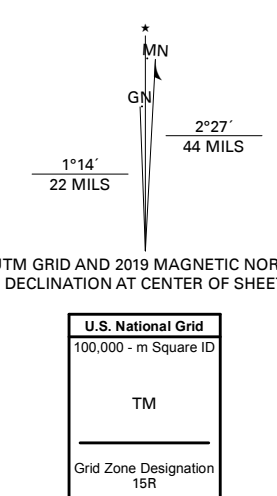 ★
MN
GN
2°27´
44 MILS
1°14´
22 MILS
UTM GRID AND 2019 MAGNETIC NOR
DECLINATION AT CENTER OF SHEET
U.S. National Grid
100,000 - m Square ID
TM
Grid Zone Designation
15R